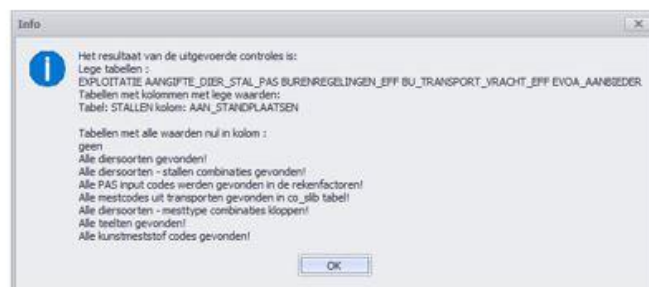 Info
Het resultaat van de uitgevoerde controles is:
Lege tabellen :
EXPLOITATIE AANGIFTE_DIER_STAL_PAS BURENREGELINGEN_EFF BU_TRANSPORT_VRACHT_EFF EVOA_AANBIEDER
Tabellen met kolommen met lege waarden:
Tabel: STALLEN kolom: AAN_STANDPLAATSEN
Tabellen met alle waarden nul in kolom :
geen
Alle diersoorten gevonden!
Alle diersoorten - stallen combinaties gevonden!
Alle PAS input codes werden gevonden in de rekenfactoren!
Alle mestcodes uit transporten gevonden in co_slib tabel!
Alle diersoorten - mesttype combinaties kloppen!
Alle teelten gevonden!
Alle kunstmeststof codes gevonden!
OK